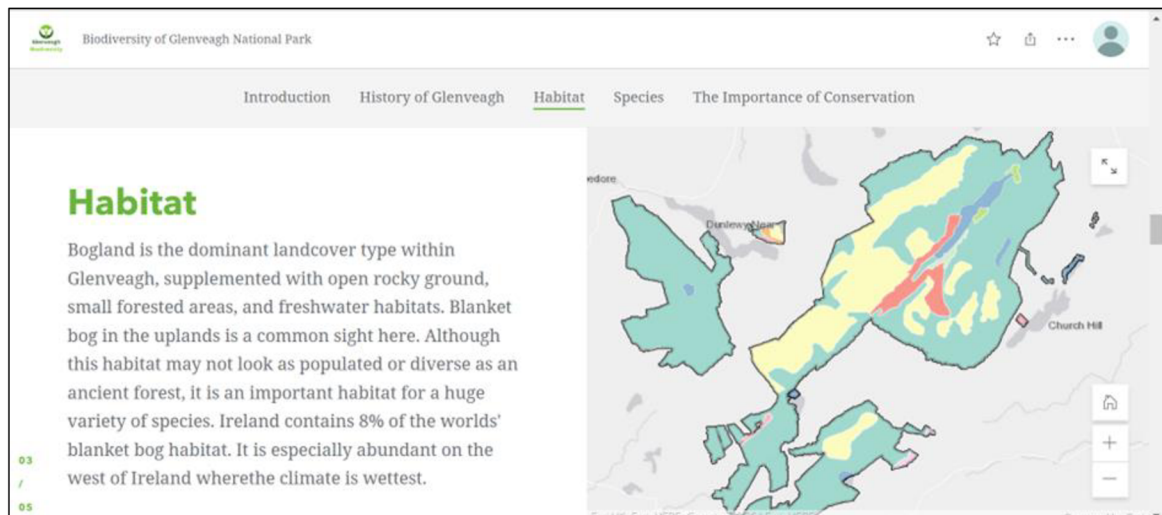 Glenveagh
Biodiversity
Biodiversity of Glenveagh National Park
Introduction
History of Glenveagh
Habitat
Species
The Importance of Conservation
Habitat
Bogland is the dominant landcover type within
Glenveagh, supplemented with open rocky ground,
small forested areas, and freshwater habitats. Blanket
bog in the uplands is a common sight here. Although
this habitat may not look as populated or diverse as an
ancient forest, it is an important habitat for a huge
variety of species. Ireland contains 8% of the worlds'
blanket bog habitat. It is especially abundant on the
west of Ireland wherethe climate is wettest.
03
/
05
edore
Dunlewy Near
Church Hill